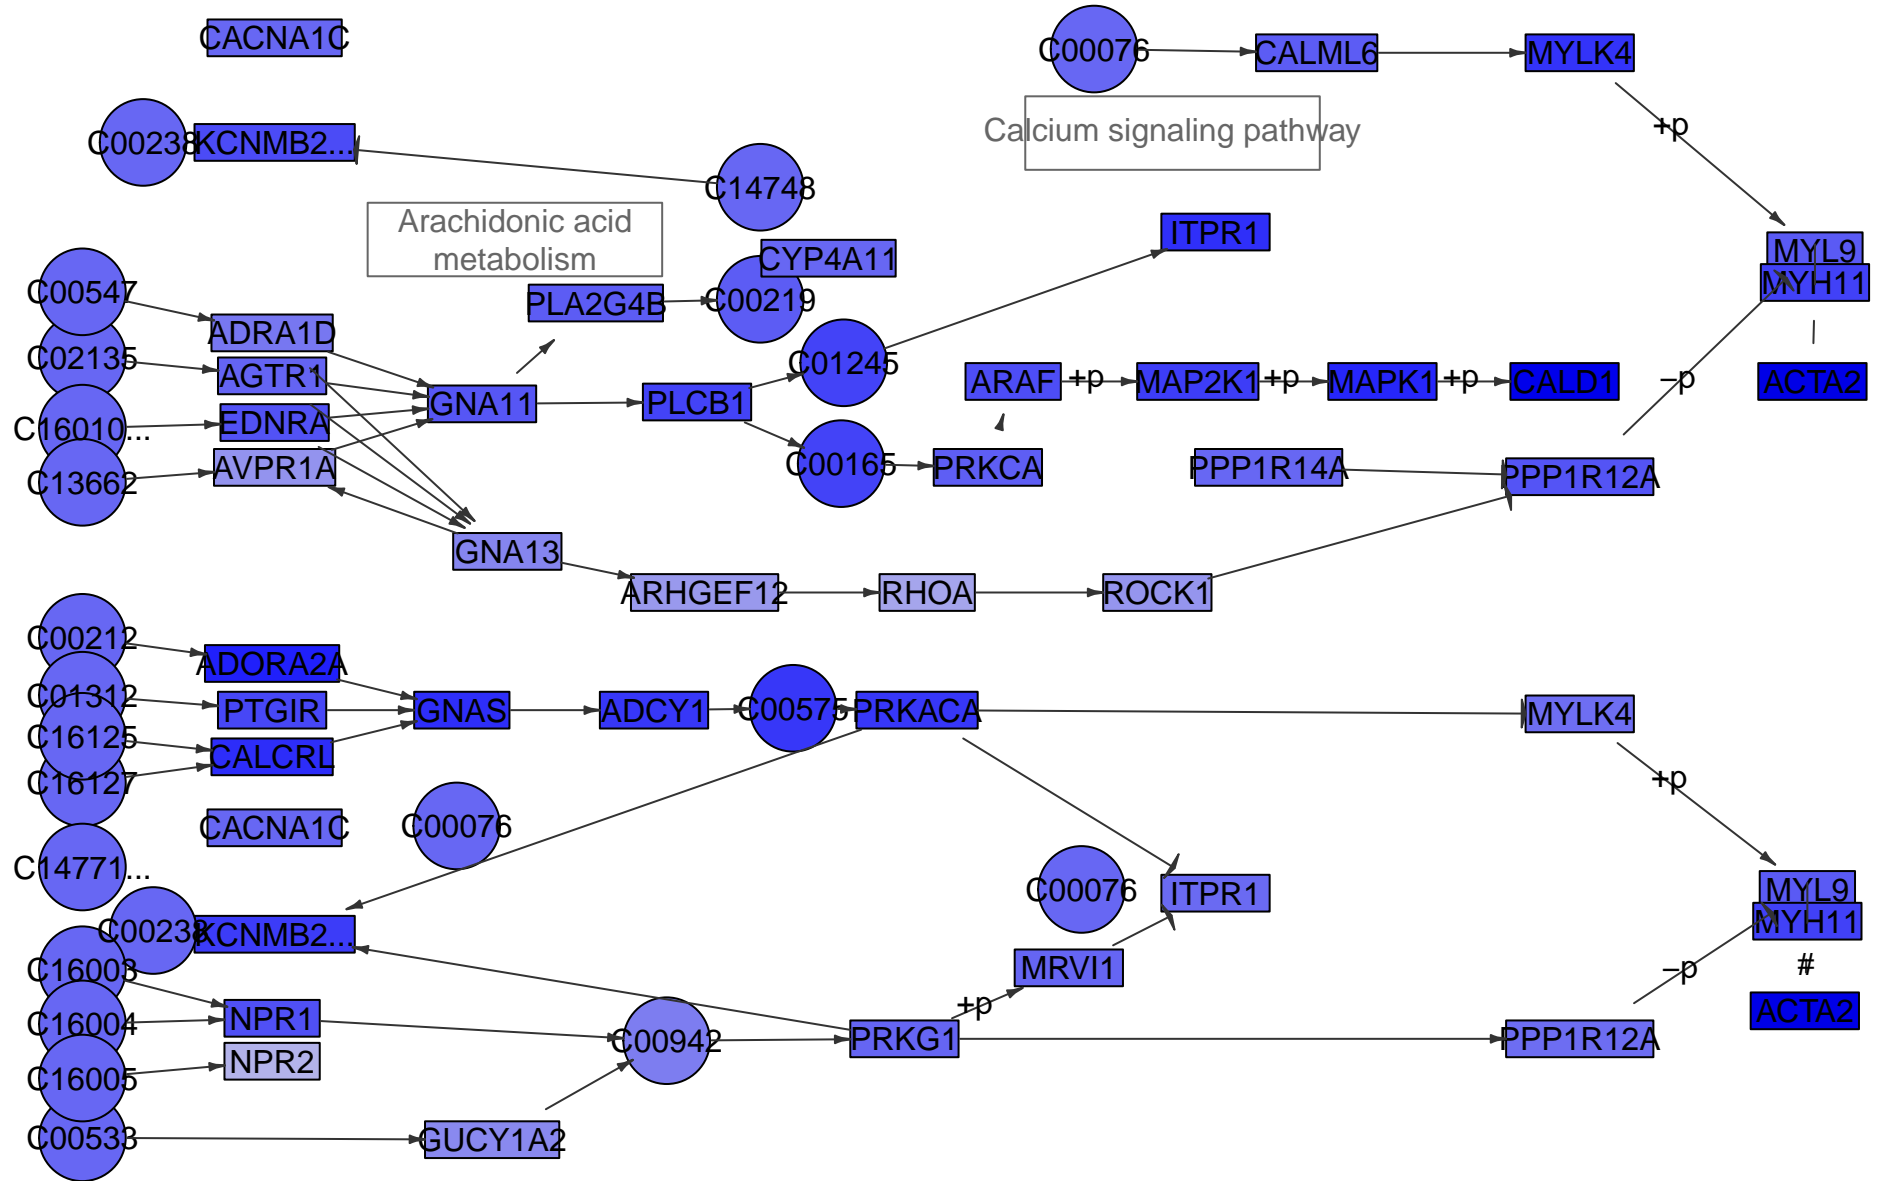 CACNA1C
C00076
CALML6
MYLK4
C00238
KCNMB2...
Calcium signaling pathway
+p
C14748
Arachidonic acid
metabolism
ITPR1
CYP4A11
MYL9
MYH11
C00547
PLA2G4B
C00219
ADRA1D
C02135
AGTR1
C01245
ARAF
+p
MAP2K1
+p
MAPK1
+p
CALD1
–p
ACTA2
GNA11
PLCB1
C16010...
EDNRA
AVPR1A
C13662
C00165
PRKCA
PPP1R14A
PPP1R12A
GNA13
ARHGEF12
RHOA
ROCK1
C00212
ADORA2A
C01312
PTGIR
GNAS
ADCY1
C00575
PRKACA
MYLK4
C16125
CALCRL
C16127
+p
CACNA1C
C00076
C14771...
C00076
ITPR1
MYL9
MYH11
C00238
KCNMB2...
C16003
MRVI1
–p
#
+p
ACTA2
C16004
NPR1
C00942
PRKG1
PPP1R12A
NPR2
C16005
C00533
GUCY1A2